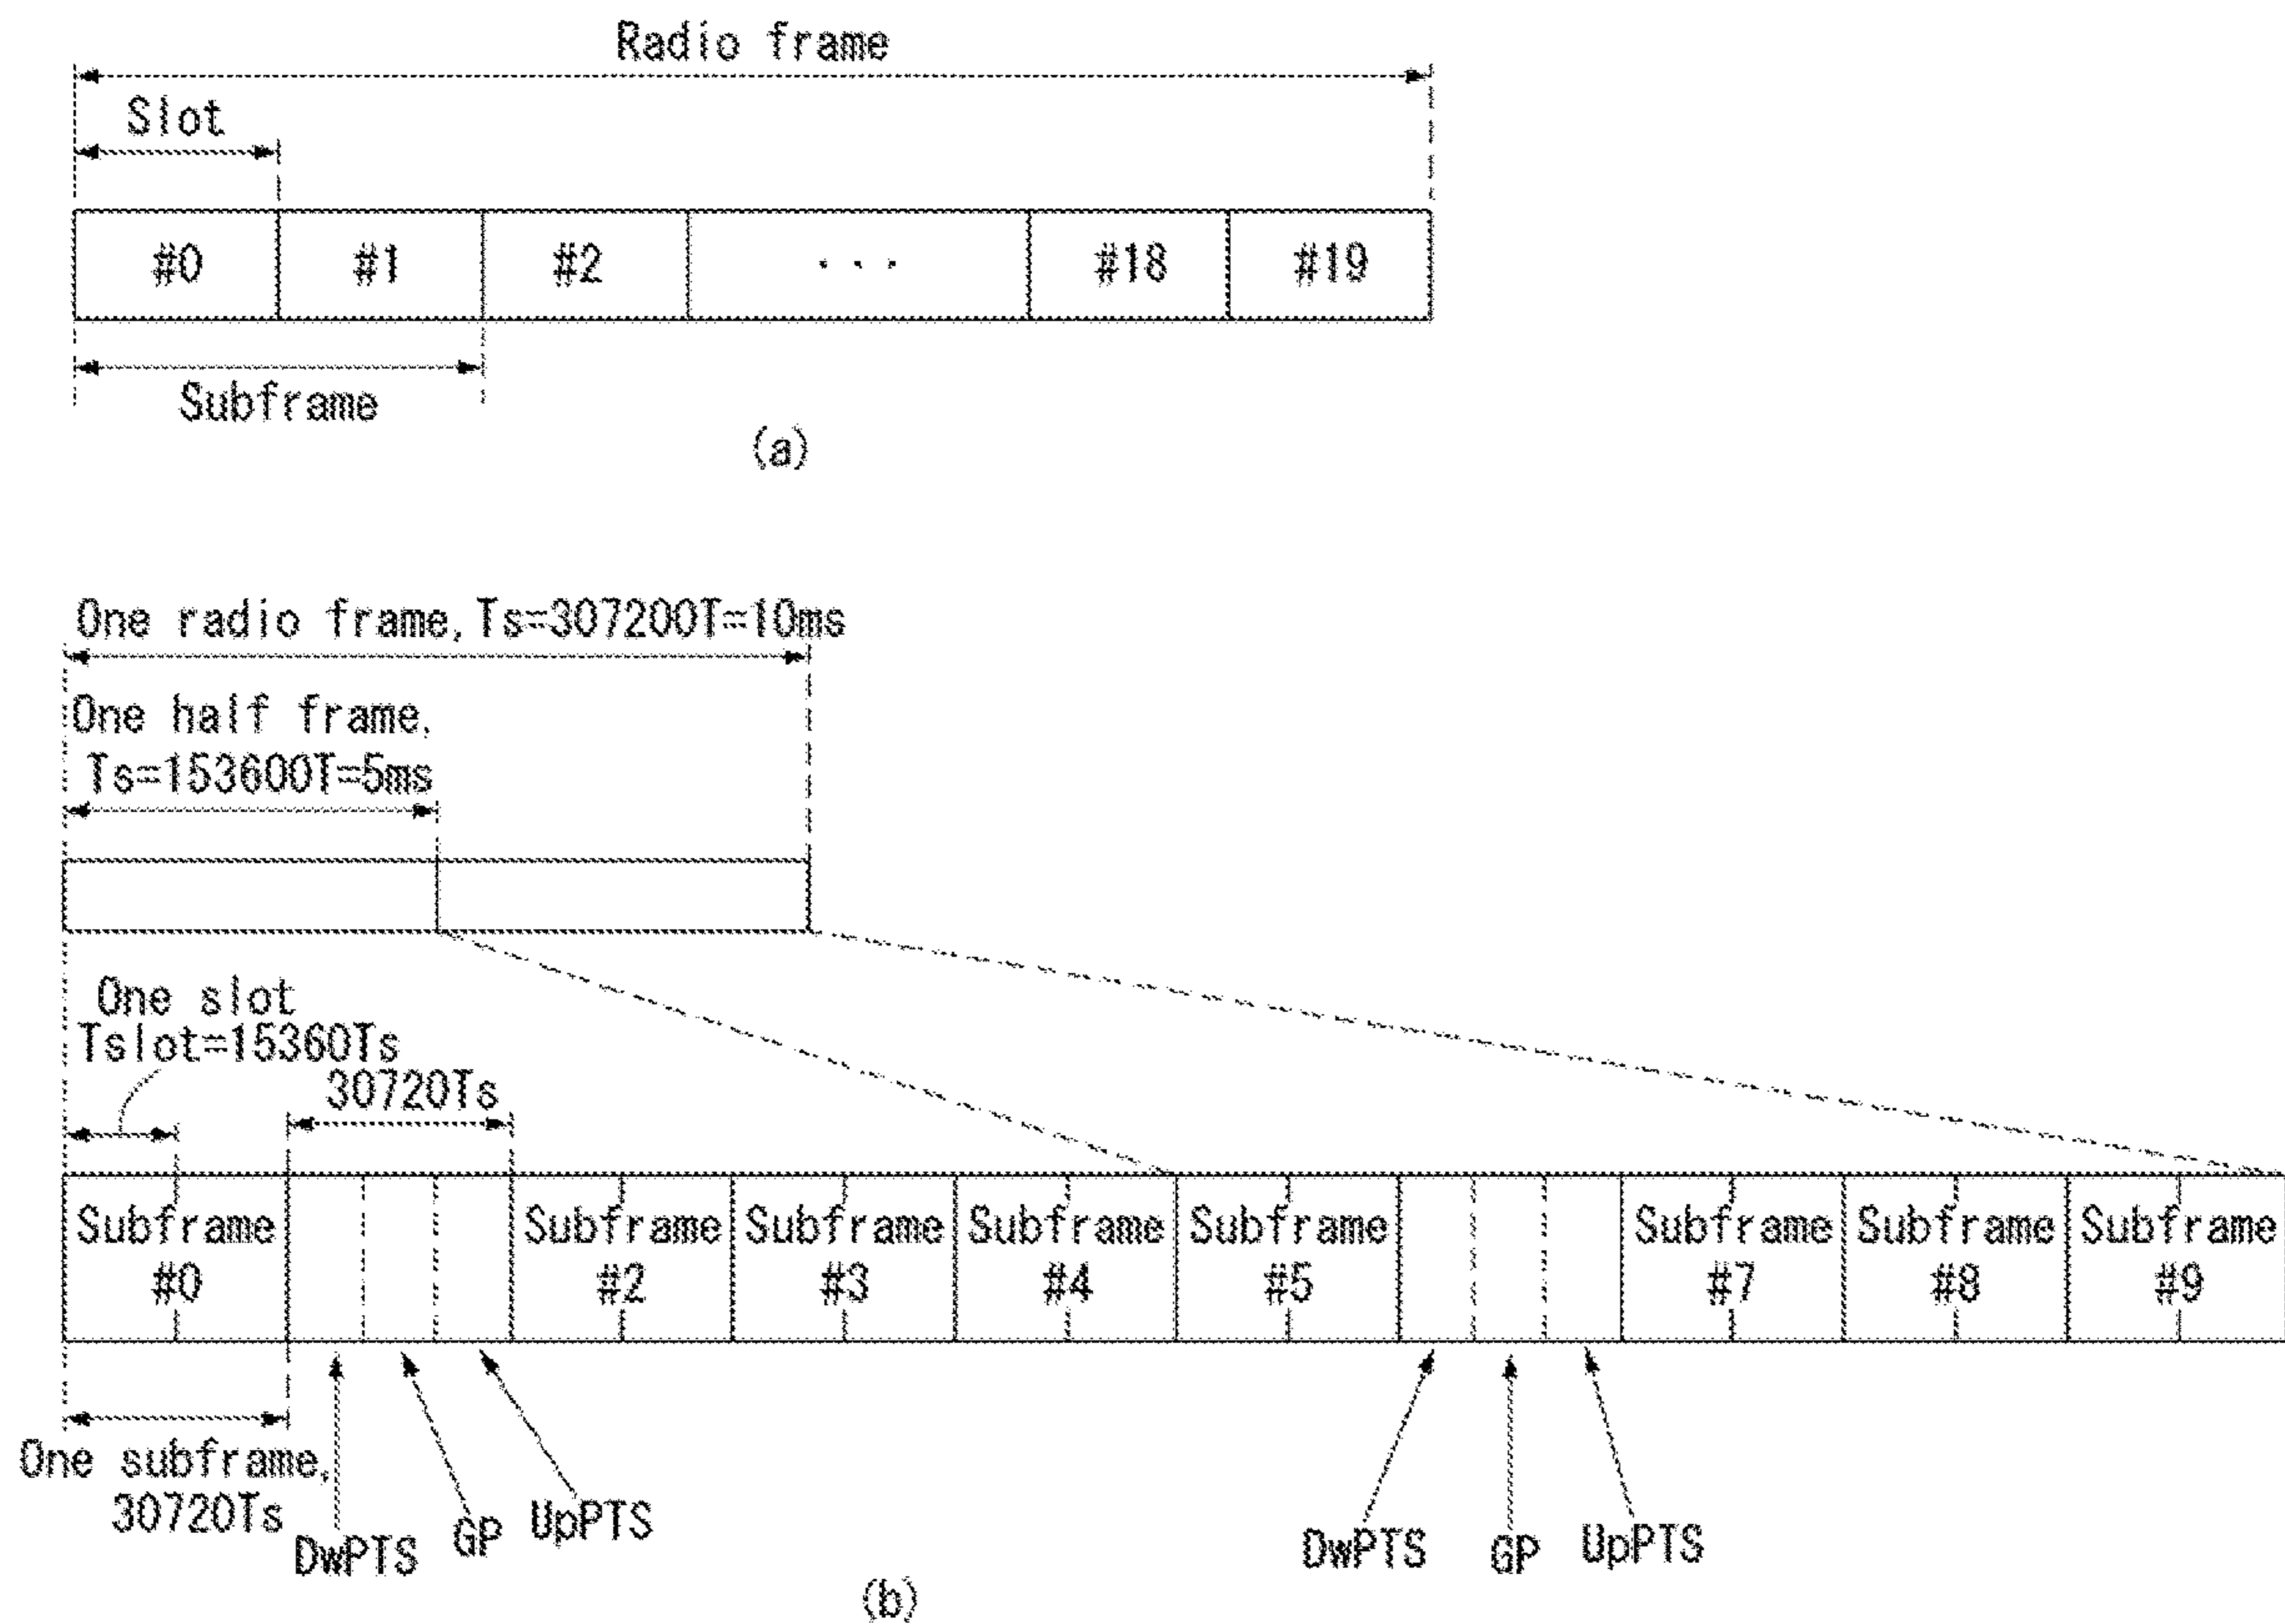 Radio frame
Slot
#0 #1 #2 ... #18 #19
Subframe
(a)
One radio frame, Ts=307200T=10ms
One half frame,
Ts=153600T=5ms
One slot
Tslot=15360Ts
30720Ts
Subframe #0
Subframe #2
Subframe #3
Subframe #4
Subframe #5
Subframe #7
Subframe #8
Subframe #9
One subframe,
30720Ts
DwPTS
GP
UpPTS
DwPTS
GP
UpPTS
(b)